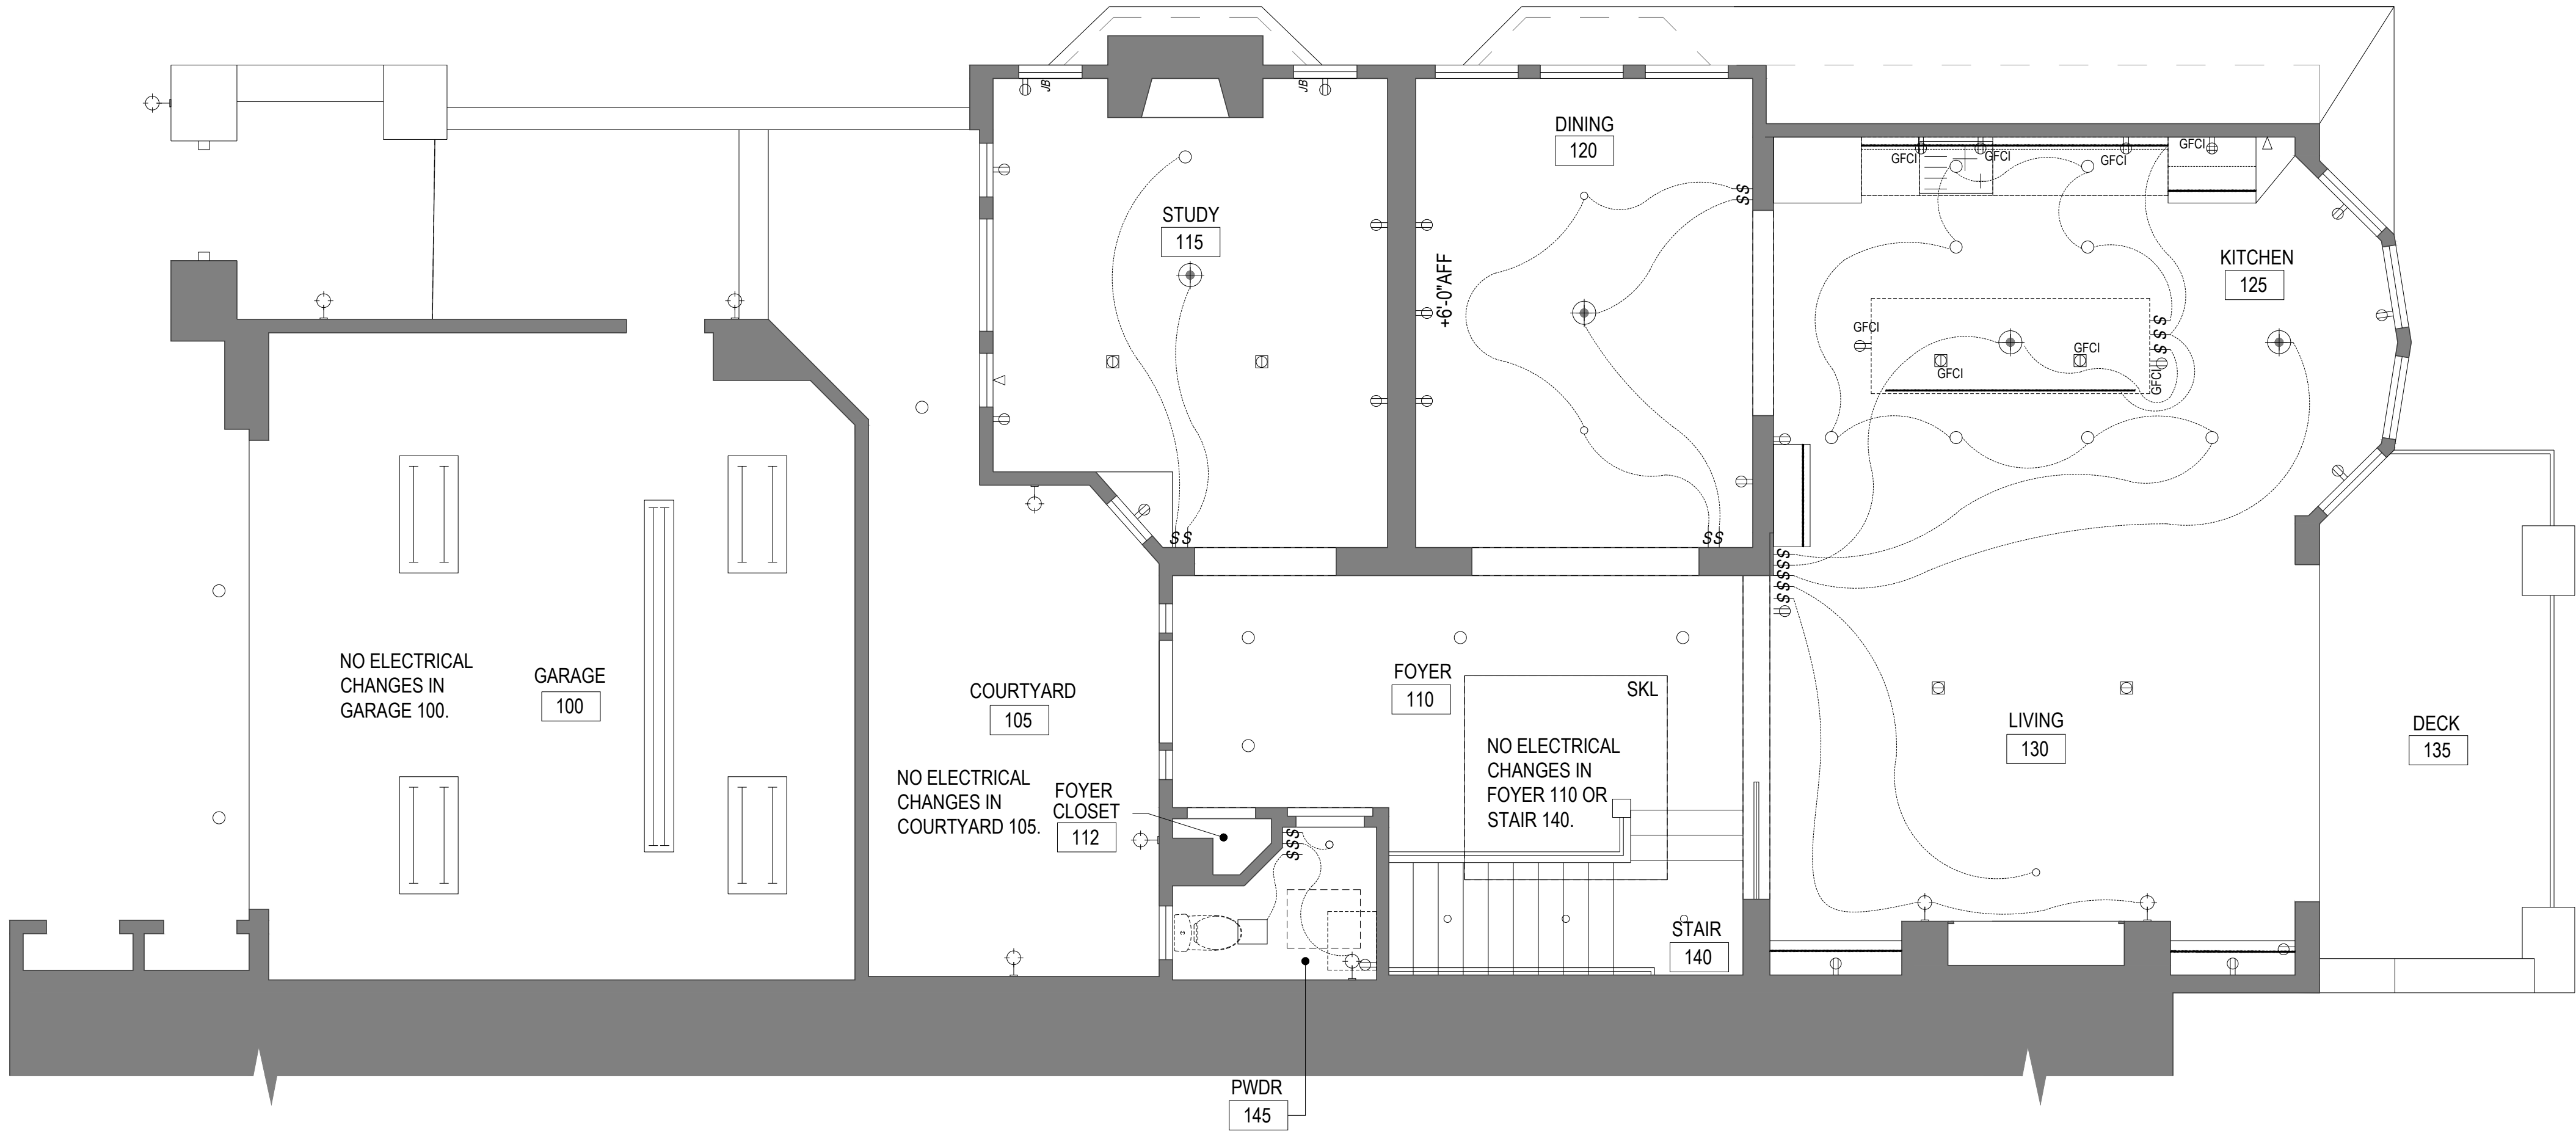 JB
JB
DINING
120
GFCI
GFCI
GFCI
GFCI
S
S
STUDY
115
+6'-0"AFF
KITCHEN
125
GFCI
S
S
S
GFCI
GFCI
GFCI
S S
S S
S
S
S
S
S
NO ELECTRICAL
CHANGES IN
GARAGE 100.
GARAGE
100
COURTYARD
105
FOYER
110
SKL
LIVING
130
DECK
135
NO ELECTRICAL
CHANGES IN
FOYER 110 OR
STAIR 140.
NO ELECTRICAL
CHANGES IN
COURTYARD 105.
FOYER
CLOSET
112
S
S
S
STAIR
140
PWDR
145